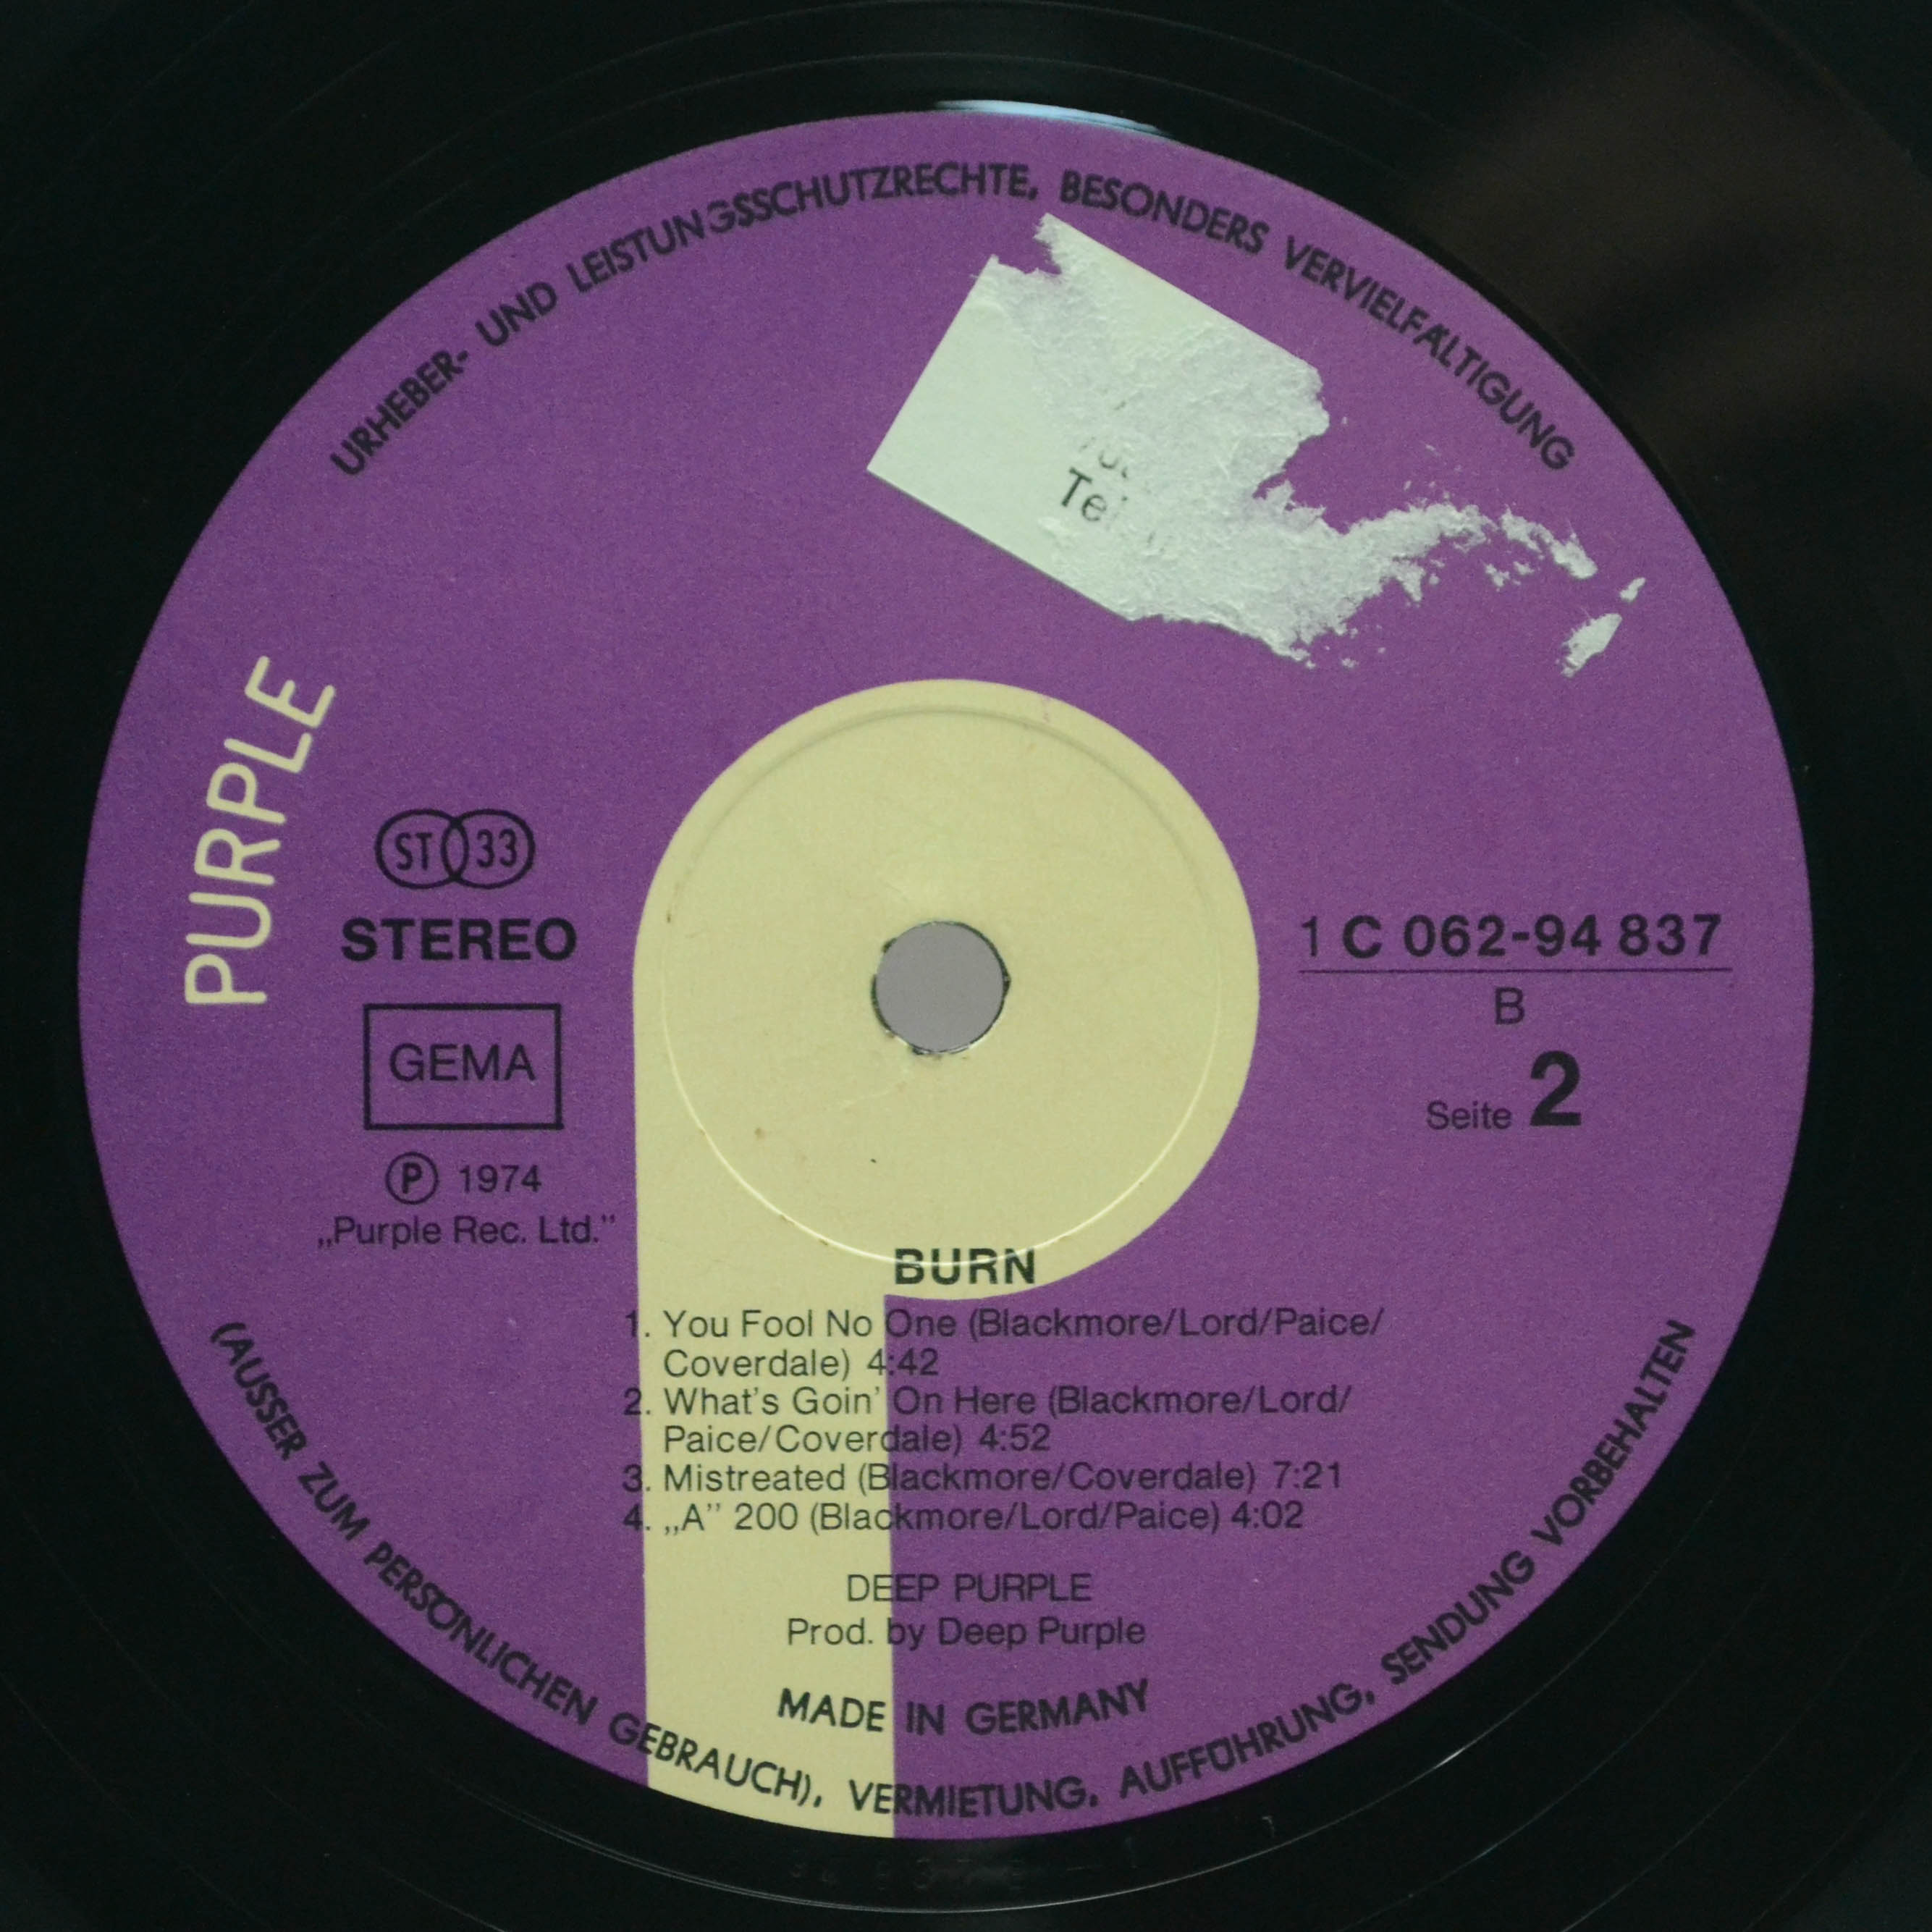 URHEBER- UND LEISTUNGSSCHUTZRECHTE, BESONDERS VERVIELFÄLTIGUNG
PURPLE
ST 33
STEREO
GEMA
Ⓟ 1974
„Purple Rec. Ltd.”
1 C 062-94 837
B
Seite 2
BURN
1. You Fool No One (Blackmore/Lord/Paice/
Coverdale) 4:42
2. What's Goin' On Here (Blackmore/Lord/
Paice/Coverdale) 4:52
3. Mistreated (Blackmore/Coverdale) 7:21
4. „A” 200 (Blackmore/Lord/Paice) 4:02
DEEP PURPLE
Prod. by Deep Purple
MADE IN GERMANY
(AUSSER ZUM PERSÖNLICHEN GEBRAUCH), VERMIETUNG, AUFFÜHRUNG, SENDUNG VORBEHALTEN